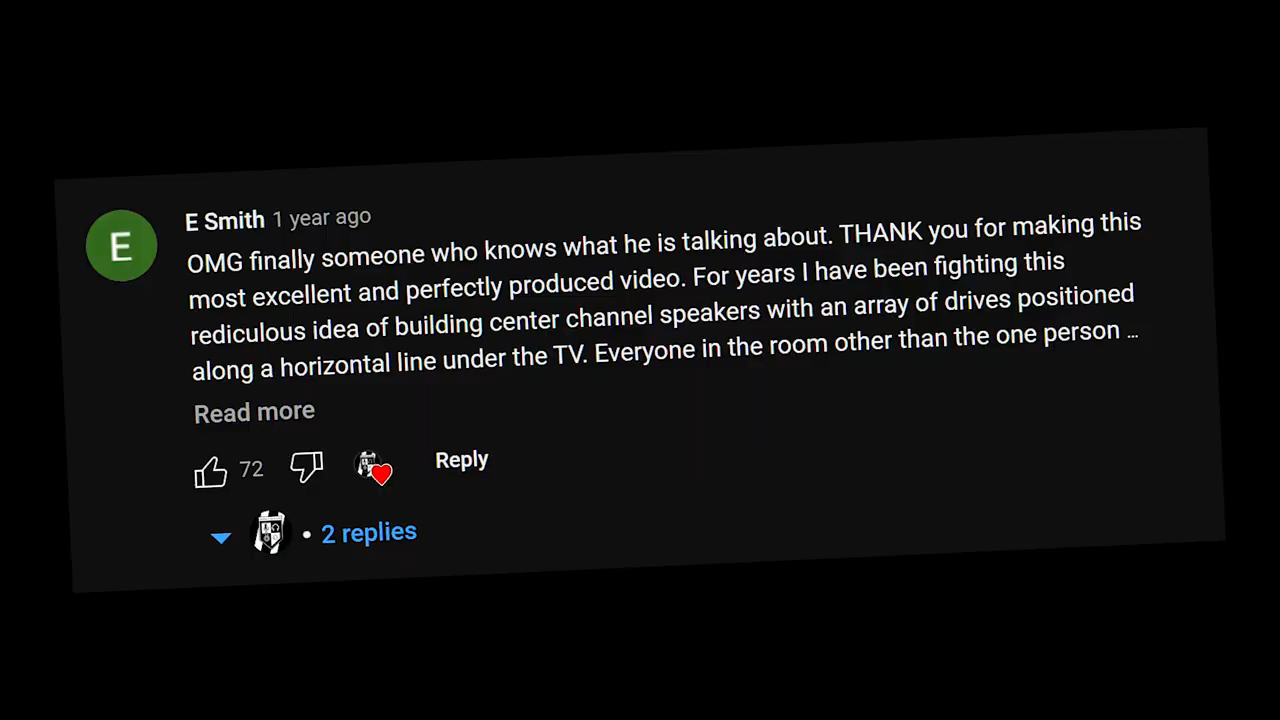 E Smith 1 year ago
OMG finally someone who knows what he is talking about. THANK you for making this
most excellent and perfectly produced video. For years I have been fighting this
rediculous idea of building center channel speakers with an array of drives positioned
along a horizontal line under the TV. Everyone in the room other than the one person ...
Read more
72 Reply
• 2 replies
E